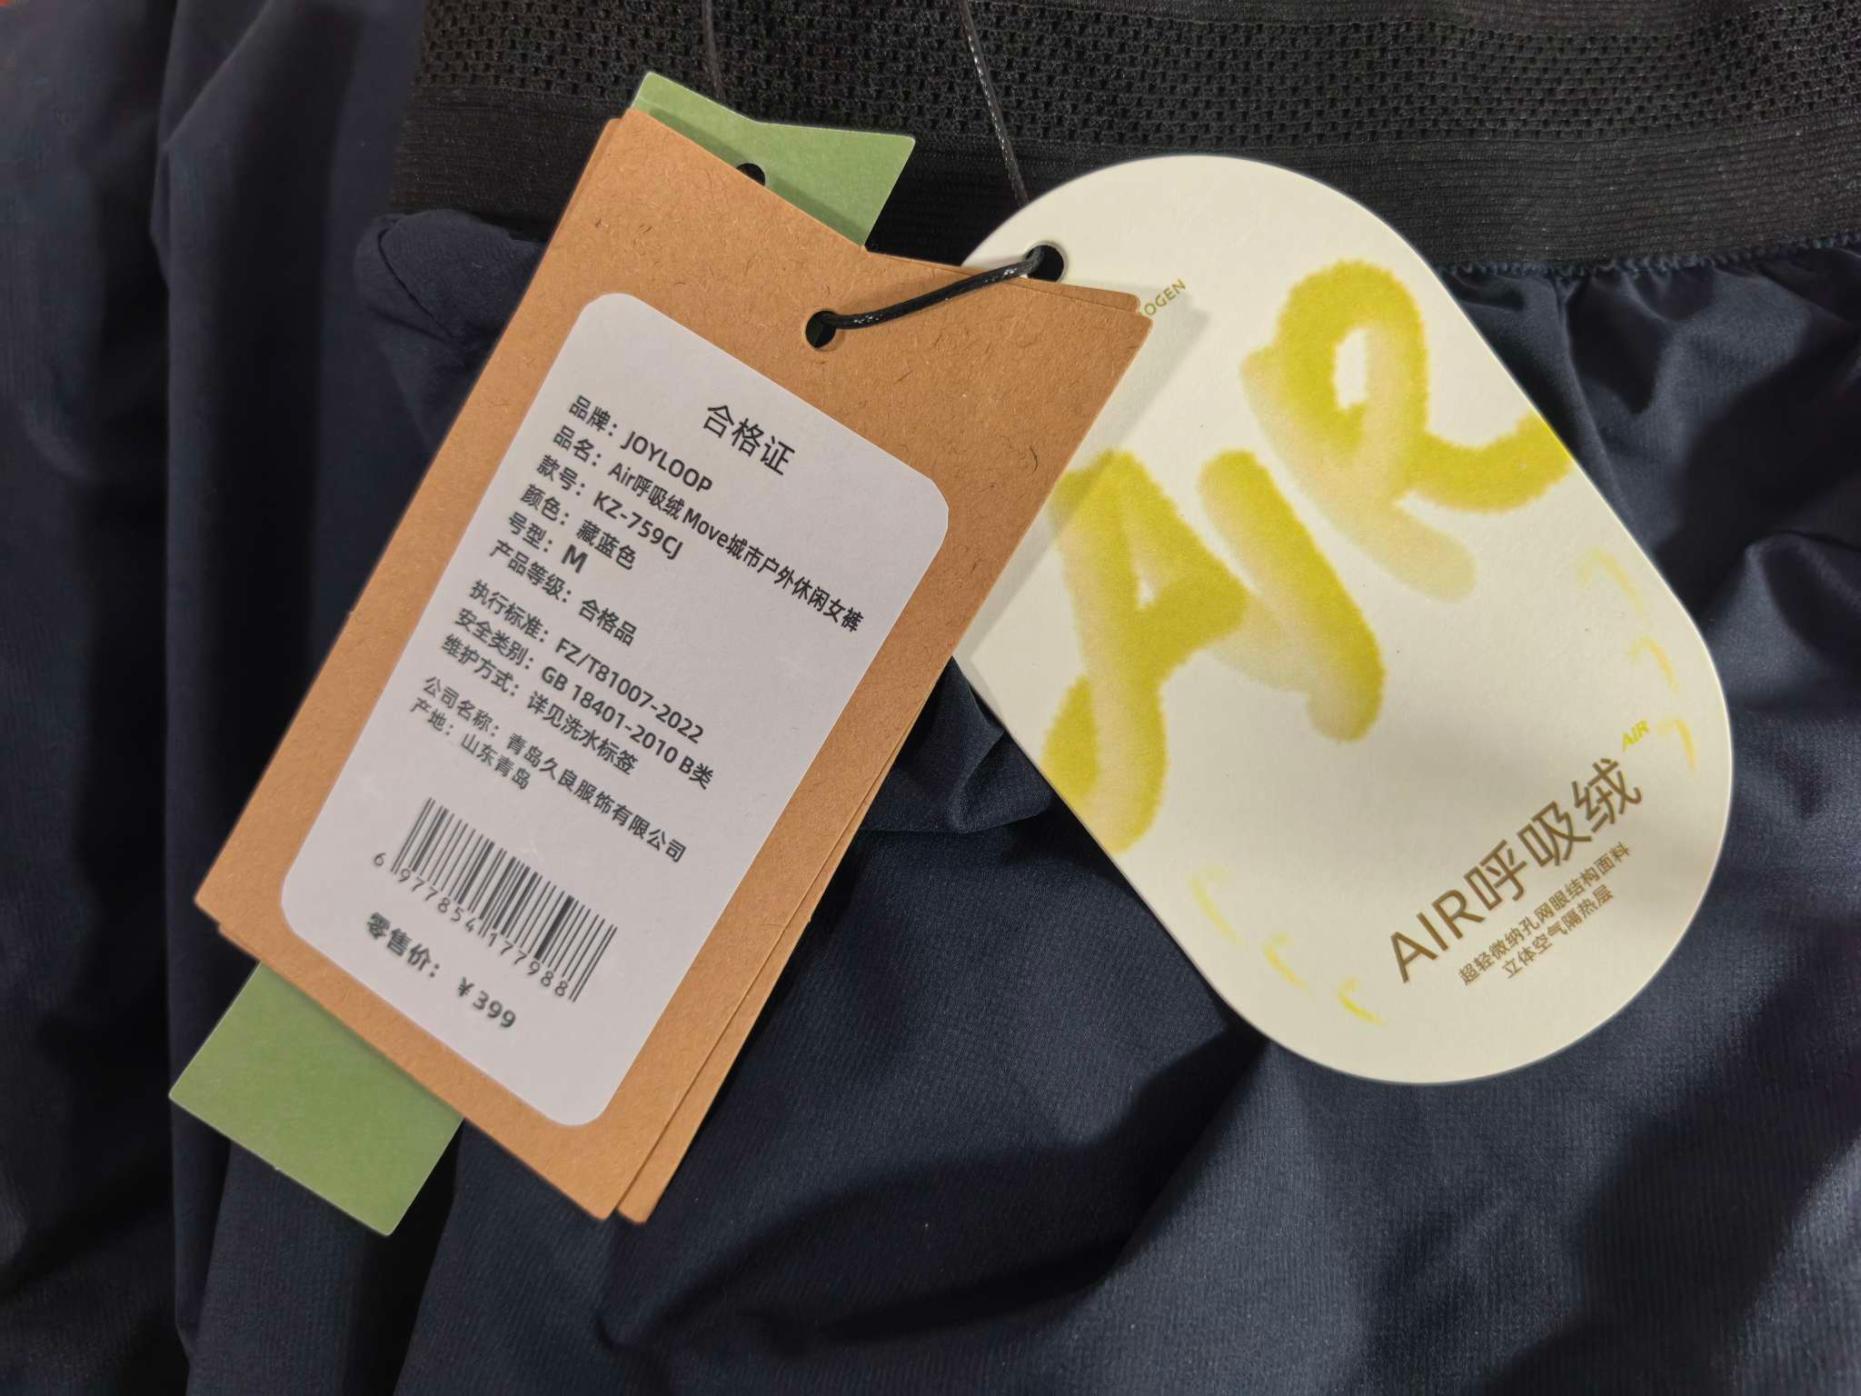 合格证
品牌：JOYLOOP
品名：Air呼吸绒Move城市户外休闲女裤
款号：KZ-759CJ
颜色：藏蓝色
号型：M
产品等级：合格品
执行标准：FZ/T81007-2022
安全类别：GB 18401-2010 B类
维护方式：详见洗水标签
公司名称：青岛久良服饰有限公司
产地：山东青岛
6 977854 177988
零售价：￥399
OGEN
AIR
AIR
AIR呼吸绒
超轻微纳孔网眼结构面料
立体空气隔热层